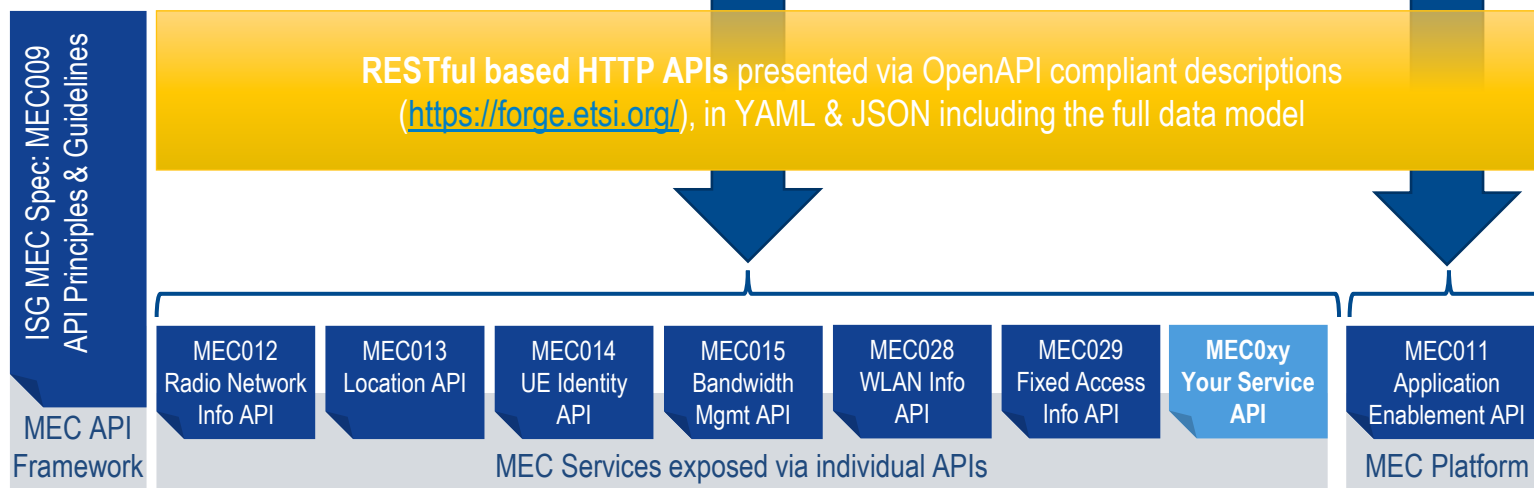 ISG MEC Spec: MEC009
API Principles & Guidelines
MEC API
Framework
RESTful based HTTP APIs presented via OpenAPI compliant descriptions
(https://forge.etsi.org/), in YAML & JSON including the full data model
MEC012
Radio Network
Info API
MEC013
Location API
MEC014
UE Identity
API
MEC015
Bandwidth
Mgmt API
MEC028
WLAN Info
API
MEC029
Fixed Access
Info API
MEC0xy
Your Service
API
MEC Services exposed via individual APIs
MEC011
Application
Enablement API
MEC Platform